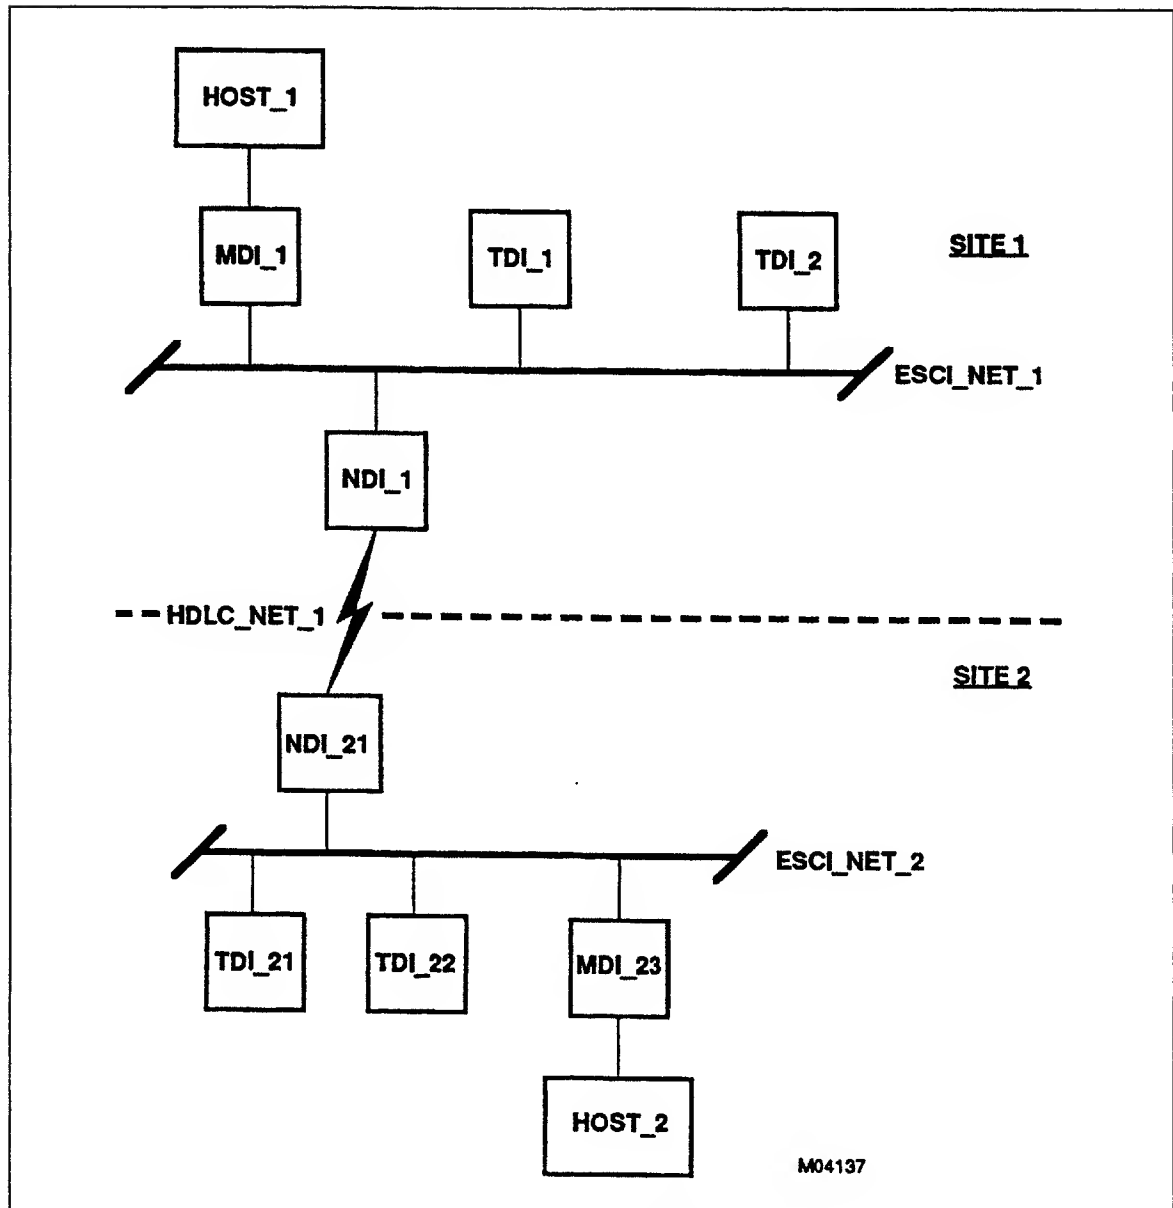 HOST_1
MDI_1
TDI_1
TDI_2
SITE 1
ESCI_NET_1
NDI_1
HDLC_NET_1
SITE 2
NDI_21
ESCI_NET_2
TDI_21
TDI_22
MDI_23
HOST_2
M04137